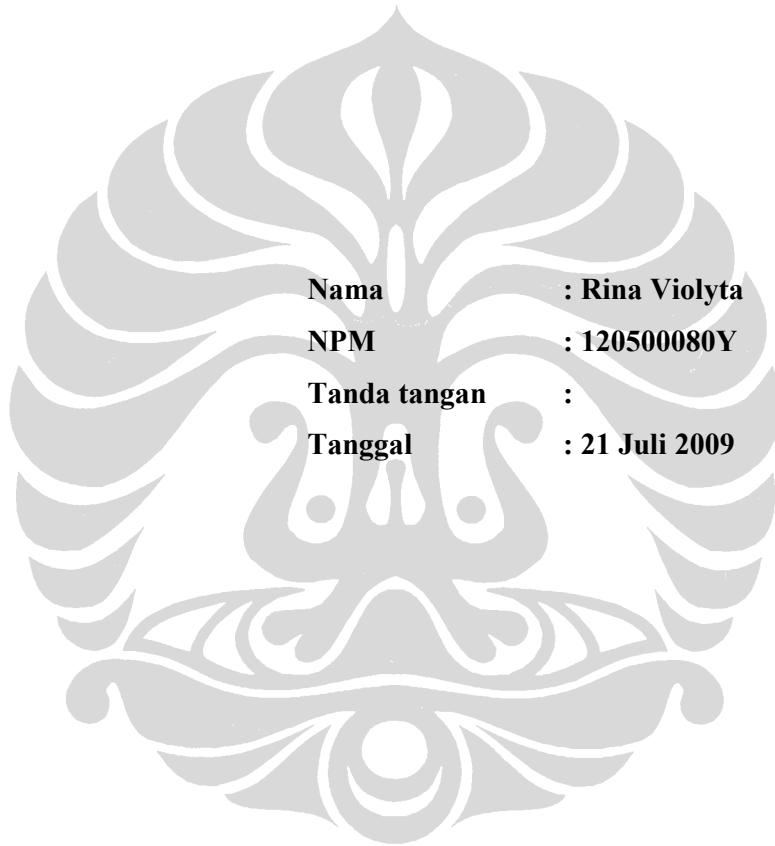 Nama : Rina Violyta
NPM : 120500080Y
Tanda tangan :
Tanggal : 21 Juli 2009